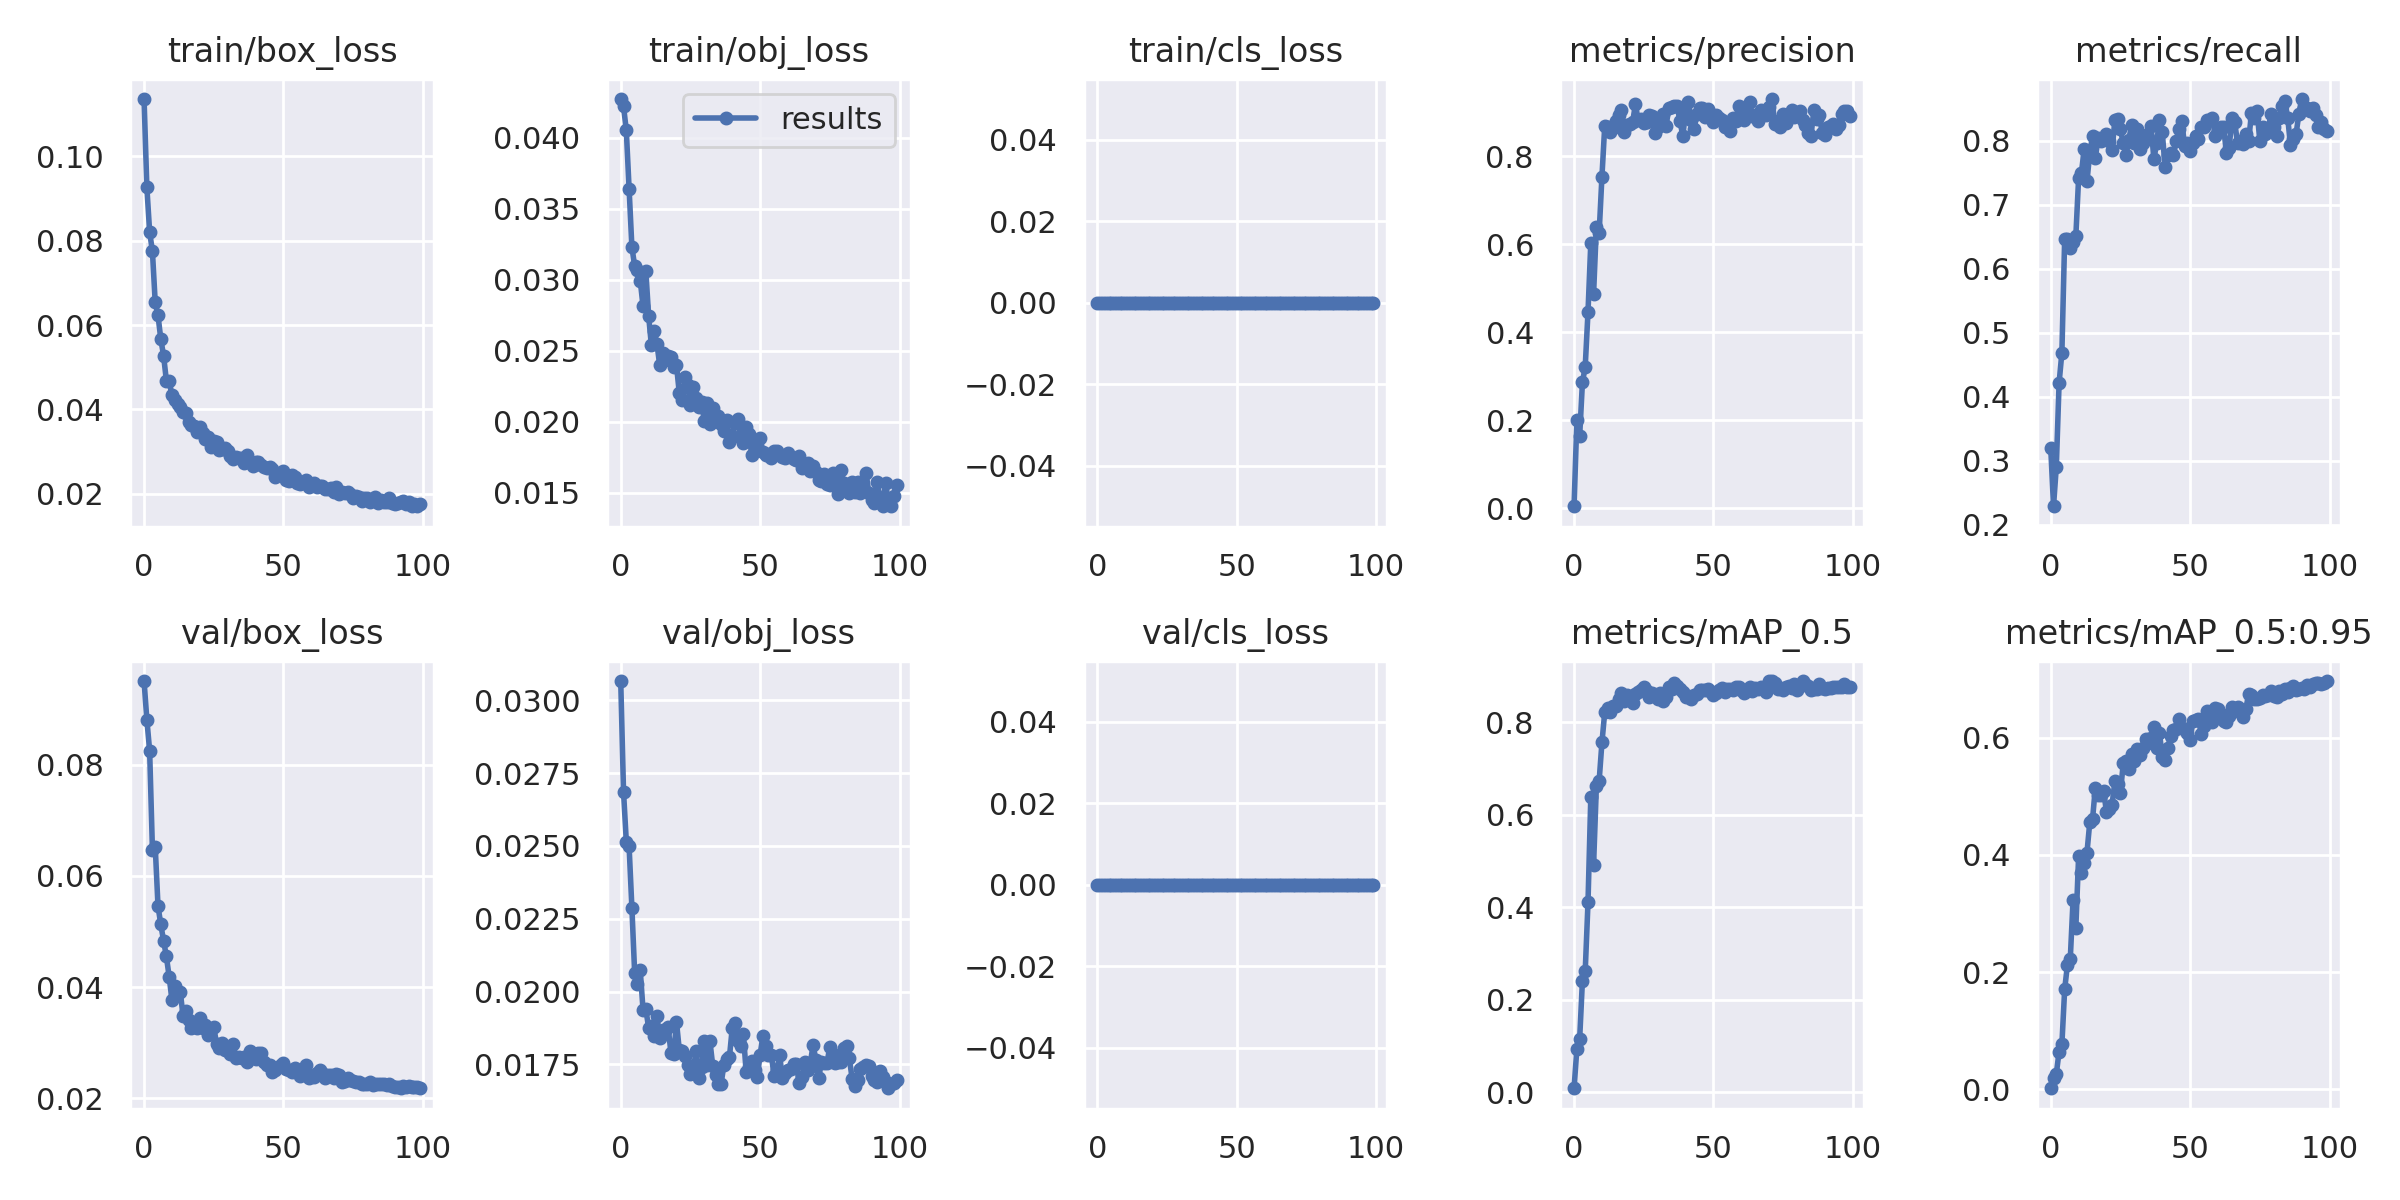 train/box_loss
0.10
0.08
0.06
0.04
0.02
0 50 100
train/obj_loss
results
0.040
0.035
0.030
0.025
0.020
0.015
0 50 100
train/cls_loss
0.04
0.02
0.00
−0.02
−0.04
0 50 100
metrics/precision
0.8
0.6
0.4
0.2
0.0
0 50 100
metrics/recall
0.8
0.7
0.6
0.5
0.4
0.3
0.2
0 50 100
val/box_loss
0.08
0.06
0.04
0.02
0 50 100
val/obj_loss
0.0300
0.0275
0.0250
0.0225
0.0200
0.0175
0 50 100
val/cls_loss
0.04
0.02
0.00
−0.02
−0.04
0 50 100
metrics/mAP_0.5
0.8
0.6
0.4
0.2
0.0
0 50 100
metrics/mAP_0.5:0.95
0.6
0.4
0.2
0.0
0 50 100